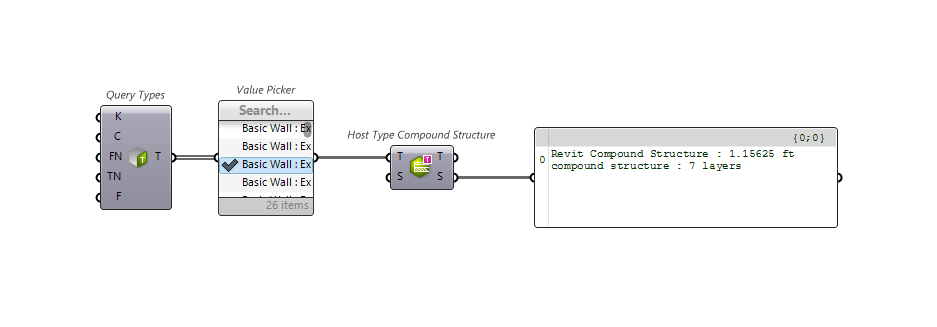 Query Types
K
C
FN
TN
F
T
Value Picker
Search...
Basic Wall : Ex
Basic Wall : Ex
Basic Wall : Ex
Basic Wall : Ex
26 items
Host Type Compound Structure
T
S
T
T
S
{0;0}
0
Revit Compound Structure : 1.15625 ft
compound structure : 7 layers